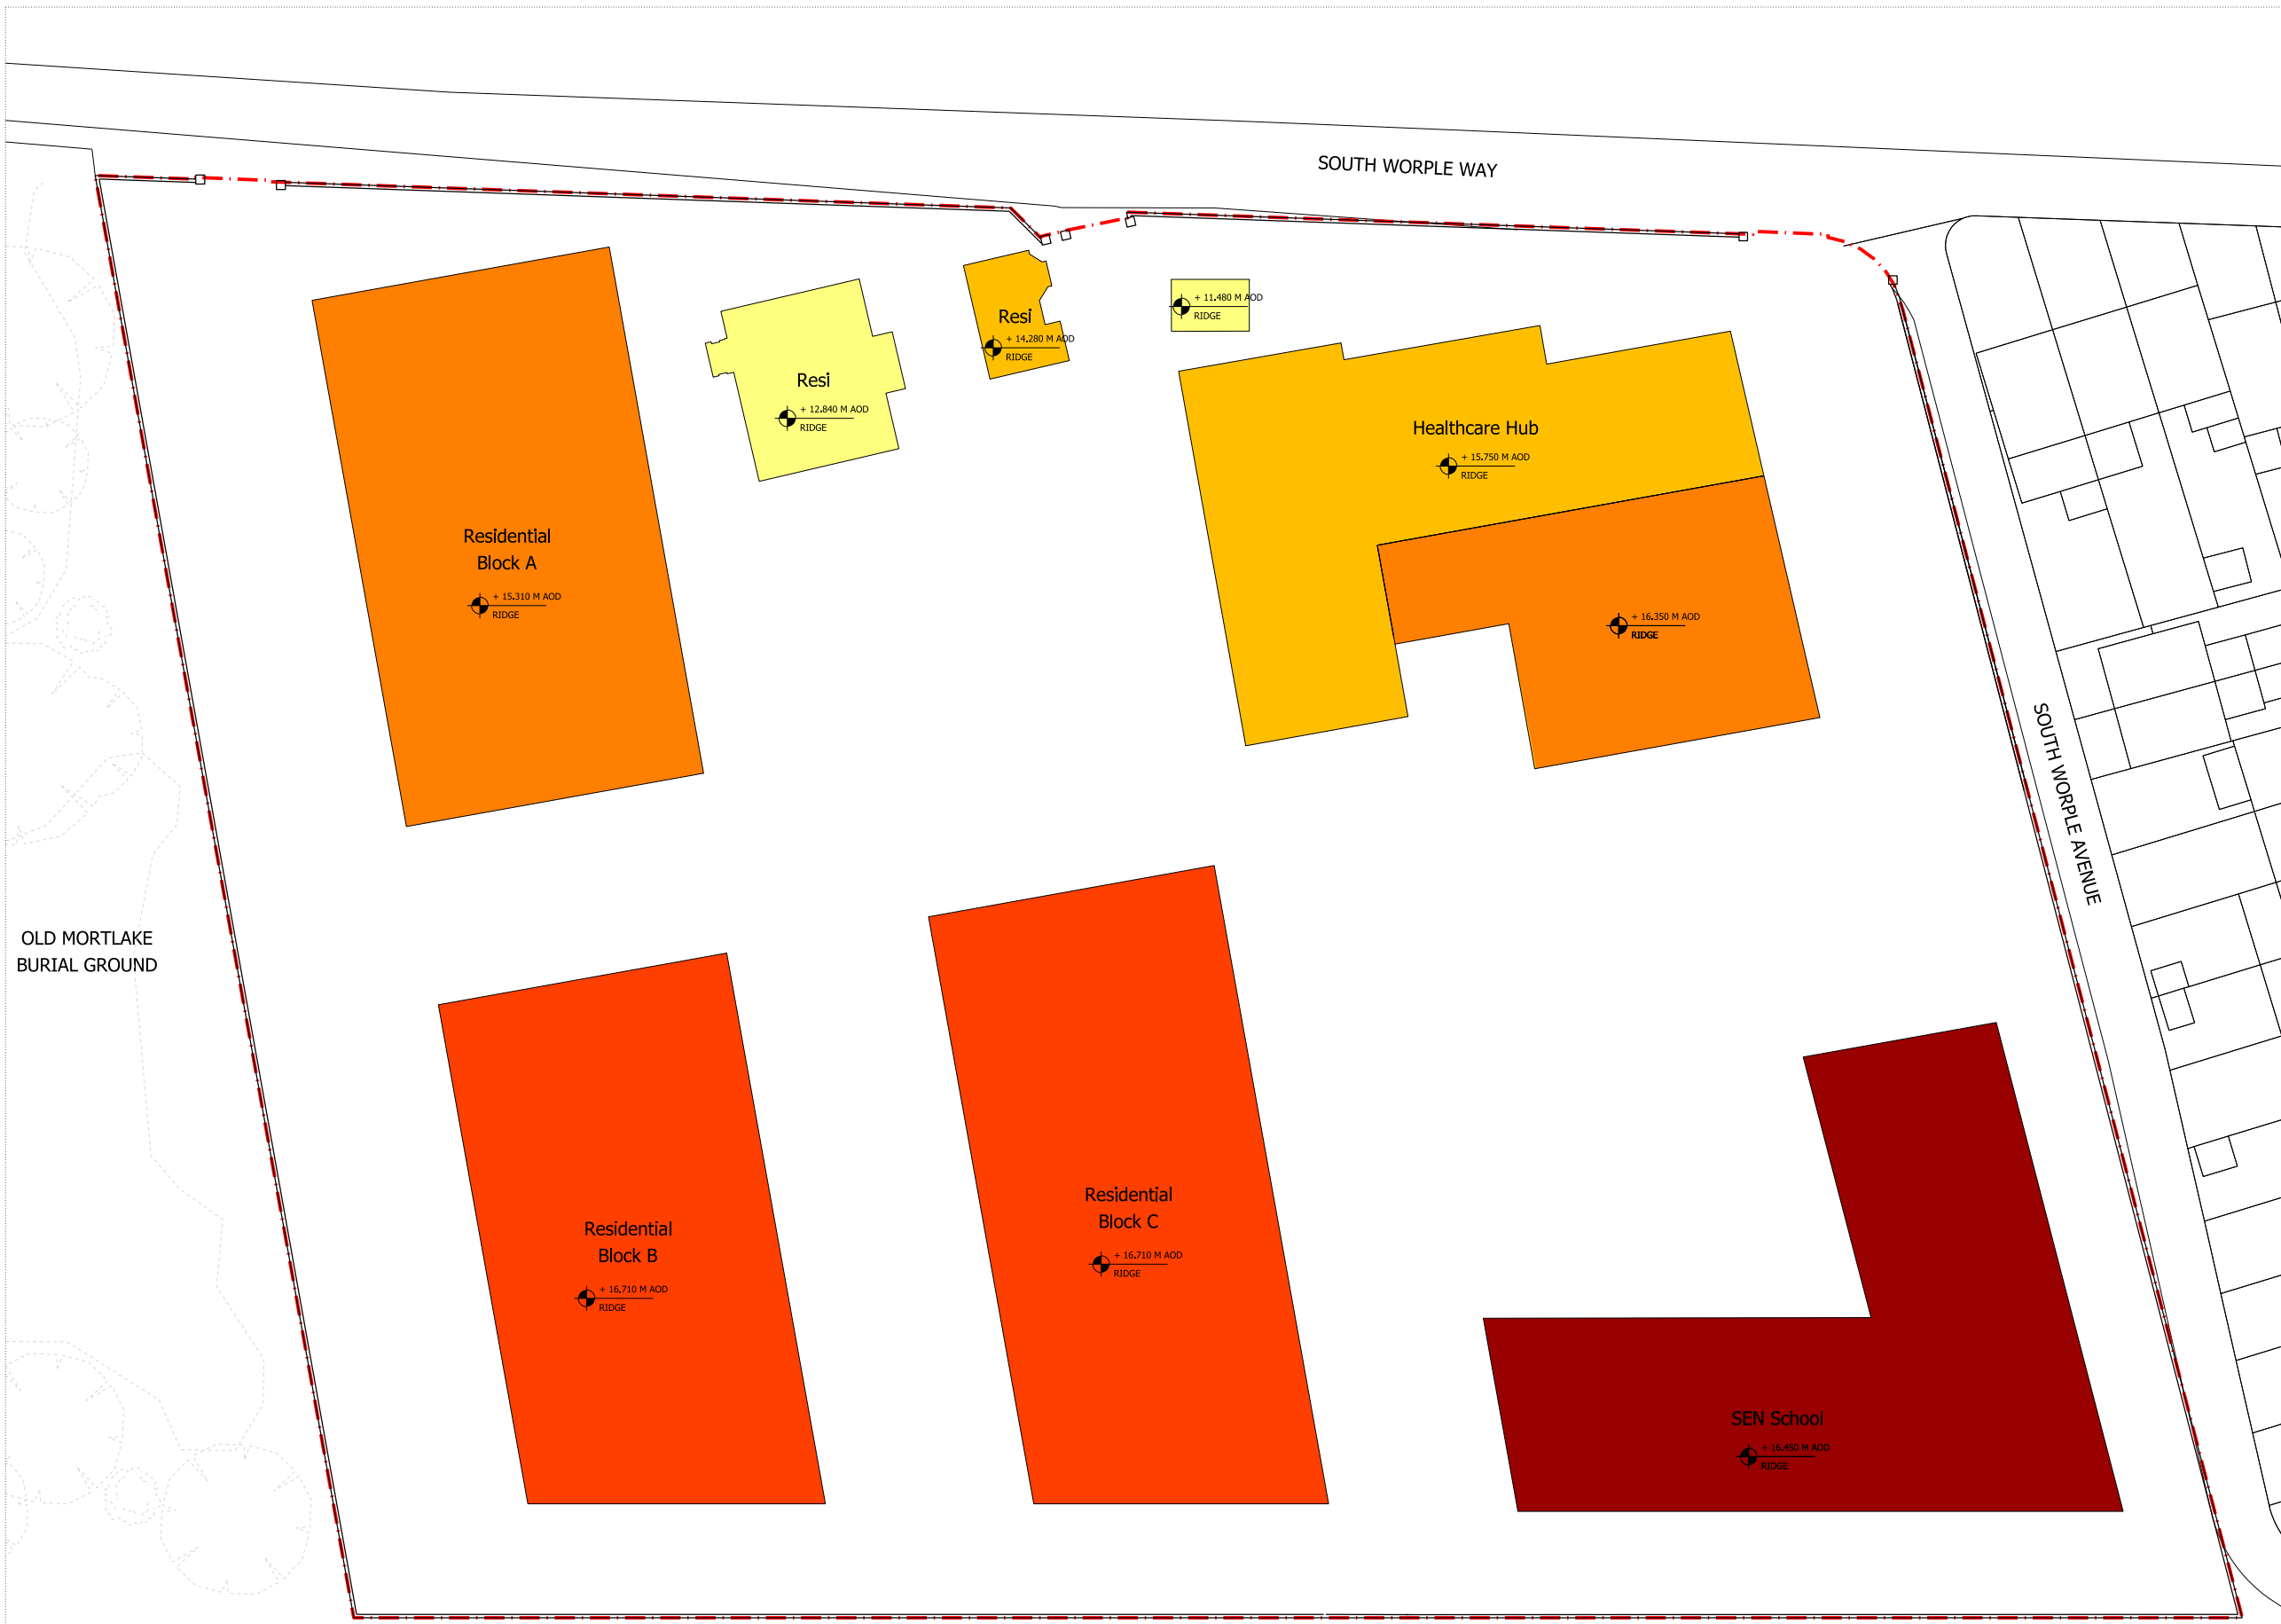 SOUTH WORPLE WAY
+ 11.480 M AOD
RIDGE
Resi
+ 14.280 M AOD
RIDGE
Resi
+ 12.840 M AOD
RIDGE
Healthcare Hub
+ 15.750 M AOD
RIDGE
Residential
Block A
+ 15.310 M AOD
RIDGE
+ 16.350 M AOD
RIDGE
SOUTH WORPLE AVENUE
OLD MORTLAKE
BURIAL GROUND
Residential
Block C
+ 16.710 M AOD
RIDGE
Residential
Block B
+ 16.710 M AOD
RIDGE
SEN School
+ 16.450 M AOD
RIDGE